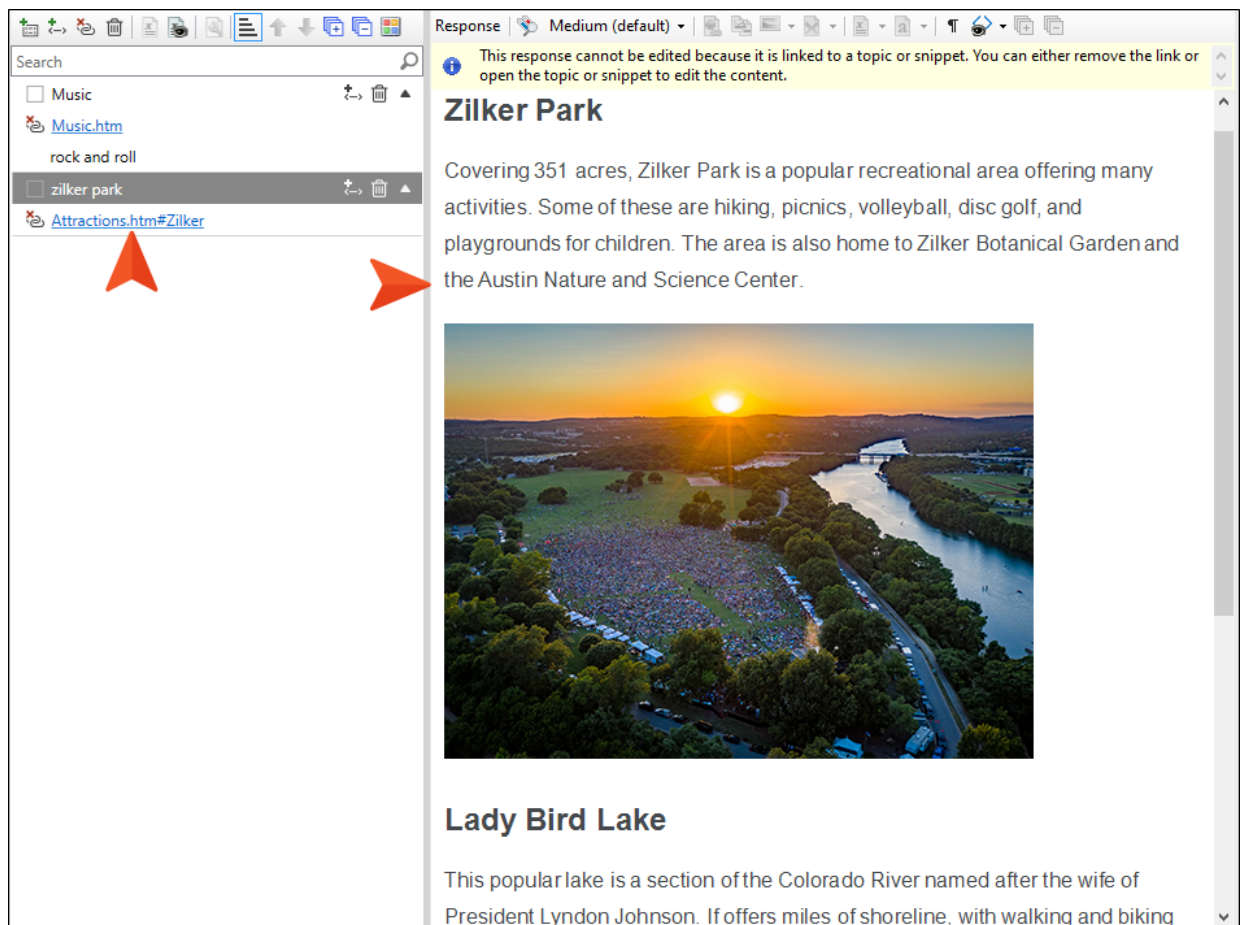 Response Medium (default)
Search
This response cannot be edited because it is linked to a topic or snippet. You can either remove the link or
open the topic or snippet to edit the content.
Music
Music.htm
rock and roll
zilker park
Attractions.htm#Zilker
Zilker Park
Covering 351 acres, Zilker Park is a popular recreational area offering many
activities. Some of these are hiking, picnics, volleyball, disc golf, and
playgrounds for children. The area is also home to Zilker Botanical Garden and
the Austin Nature and Science Center.
Lady Bird Lake
This popular lake is a section of the Colorado River named after the wife of
President Lyndon Johnson. If offers miles of shoreline, with walking and biking